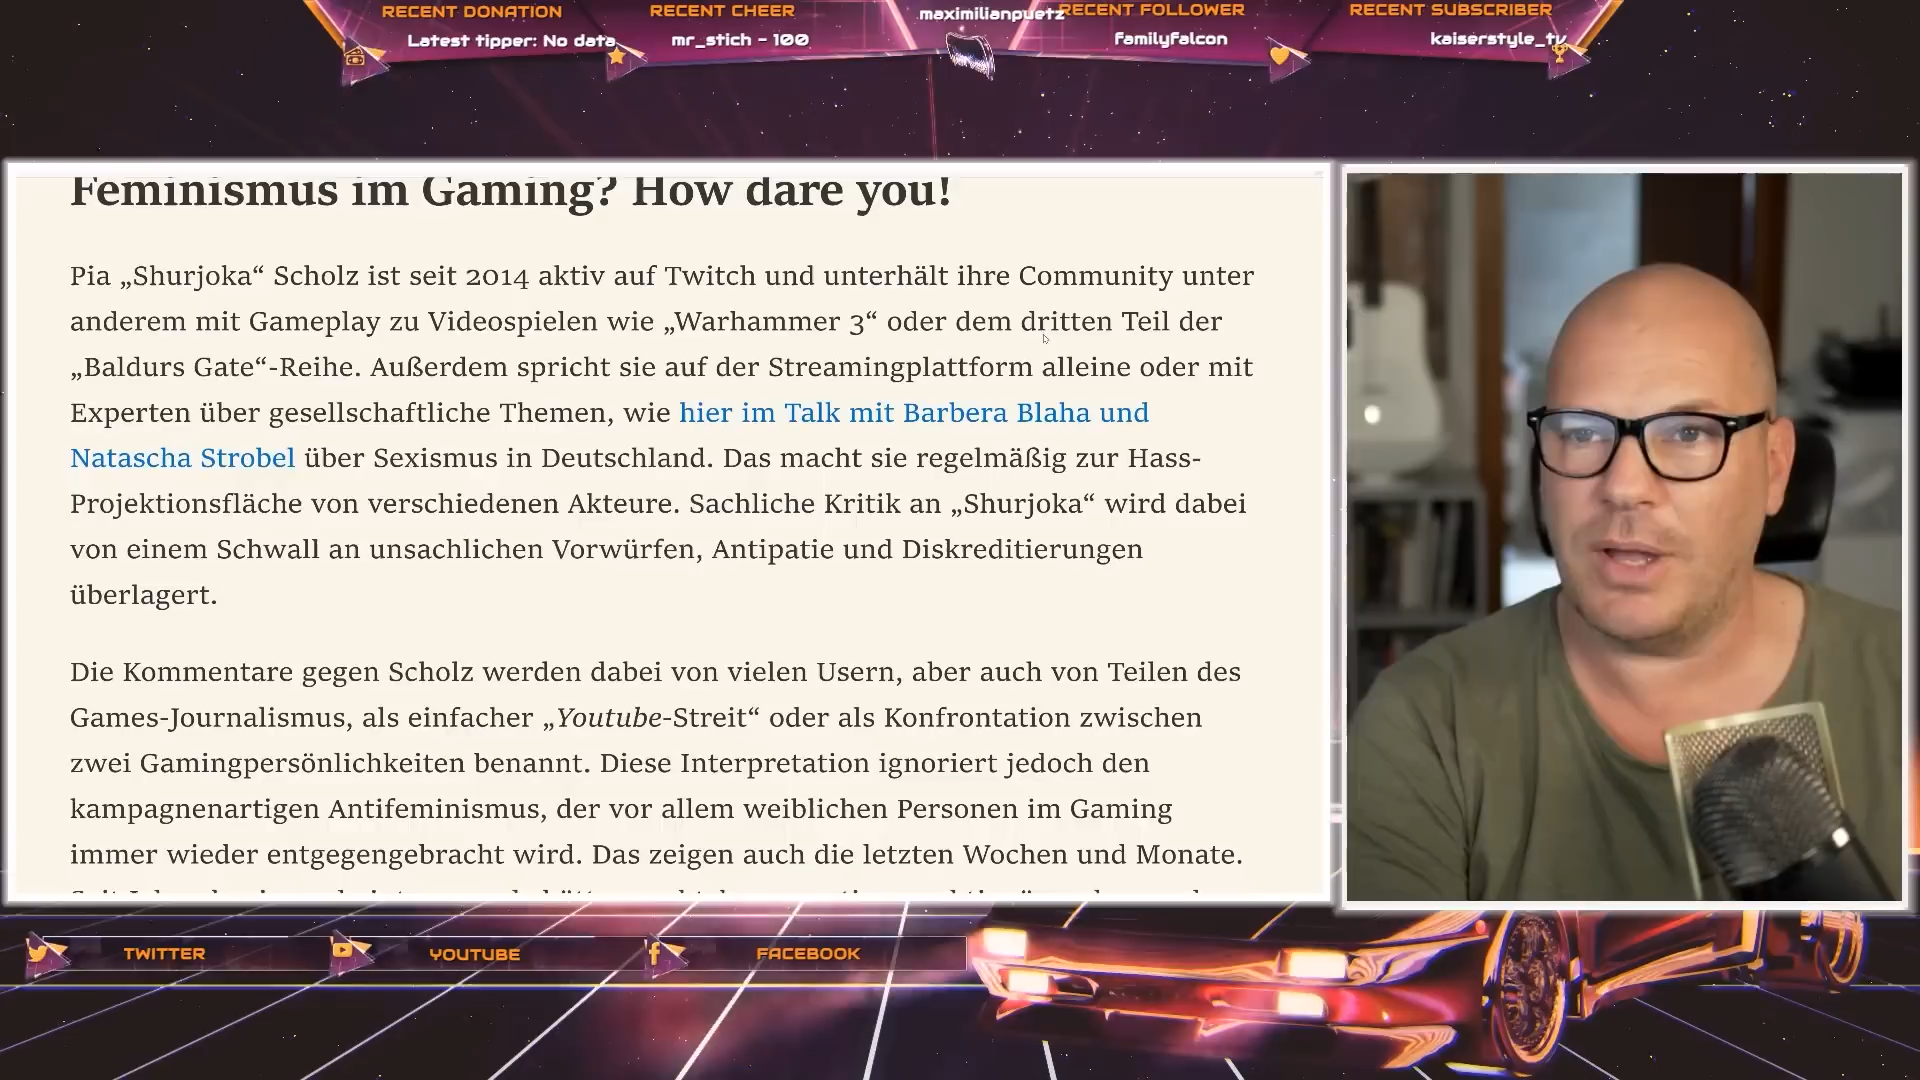 RECENT DONATION
Latest tipper: No data
RECENT CHEER
mr_stich - 100
maximilianpuetz
RECENT FOLLOWER
FamilyFalcon
RECENT SUBSCRIBER
kaiserstyle_tv
Feminismus im Gaming? How dare you!
Pia „Shurjoka“ Scholz ist seit 2014 aktiv auf Twitch und unterhält ihre Community unter
anderem mit Gameplay zu Videospielen wie „Warhammer 3“ oder dem dritten Teil der
„Baldurs Gate“-Reihe. Außerdem spricht sie auf der Streamingplattform alleine oder mit
Experten über gesellschaftliche Themen, wie hier im Talk mit Barbera Blaha und
Natascha Strobel über Sexismus in Deutschland. Das macht sie regelmäßig zur Hass-
Projektionsfläche von verschiedenen Akteure. Sachliche Kritik an „Shurjoka“ wird dabei
von einem Schwall an unsachlichen Vorwürfen, Antipatie und Diskreditierungen
überlagert.
Die Kommentare gegen Scholz werden dabei von vielen Usern, aber auch von Teilen des
Games-Journalismus, als einfacher „Youtube-Streit“ oder als Konfrontation zwischen
zwei Gamingpersönlichkeiten benannt. Diese Interpretation ignoriert jedoch den
kampagnenartigen Antifeminismus, der vor allem weiblichen Personen im Gaming
immer wieder entgegengebracht wird. Das zeigen auch die letzten Wochen und Monate.
TWITTER
YOUTUBE
FACEBOOK